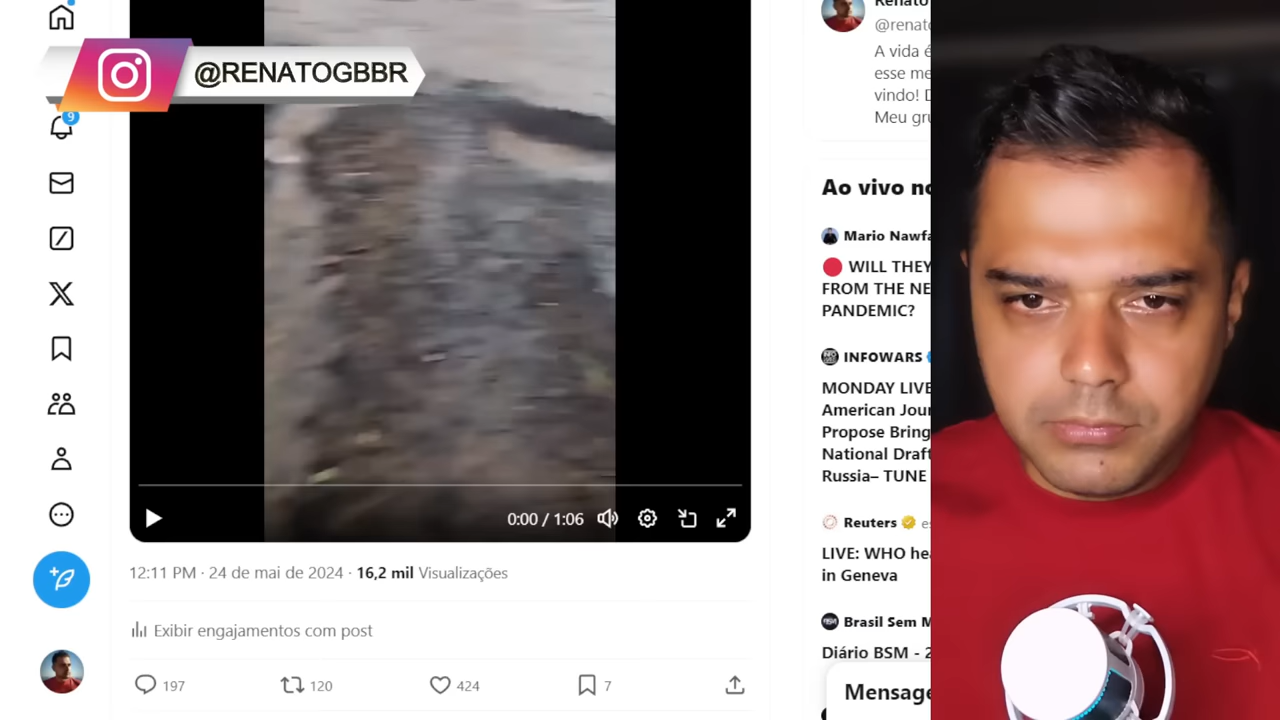 @RENATOGBBR
9
0:00 / 1:06
12:11 PM · 24 de mai de 2024 · 16,2 mil Visualizações
Exibir engajamentos com post
197
120
424
7
Renato
@renato
A vida é
esse me
vindo! D
Meu gru
Ao vivo no
Mario Nawfa
WILL THEY
FROM THE NE
PANDEMIC?
INFOWARS
MONDAY LIVE
American Jour
Propose Bring
National Draft
Russia– TUNE
Reuters
LIVE: WHO hea
in Geneva
Brasil Sem M
Diário BSM - 2
Mensage